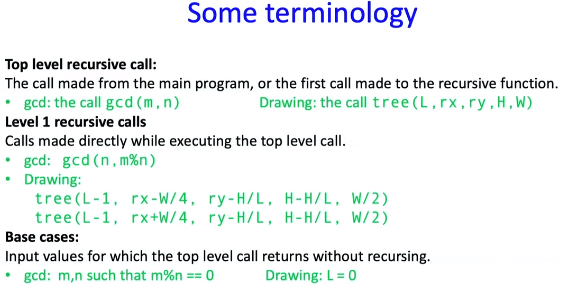 Some terminology
Top level recursive call:
The call made from the main program, or the first call made to the recursive function.
• gcd: the call gcd(m,n) Drawing: the call tree(L,rx,ry,H,W)
Level 1 recursive calls
Calls made directly while executing the top level call.
• gcd: gcd(n,m%n)
• Drawing:
tree(L-1, rx-W/4, ry-H/L, H-H/L, W/2)
tree(L-1, rx+W/4, ry-H/L, H-H/L, W/2)
Base cases:
Input values for which the top level call returns without recursing.
• gcd: m,n such that m%n == 0 Drawing: L = 0